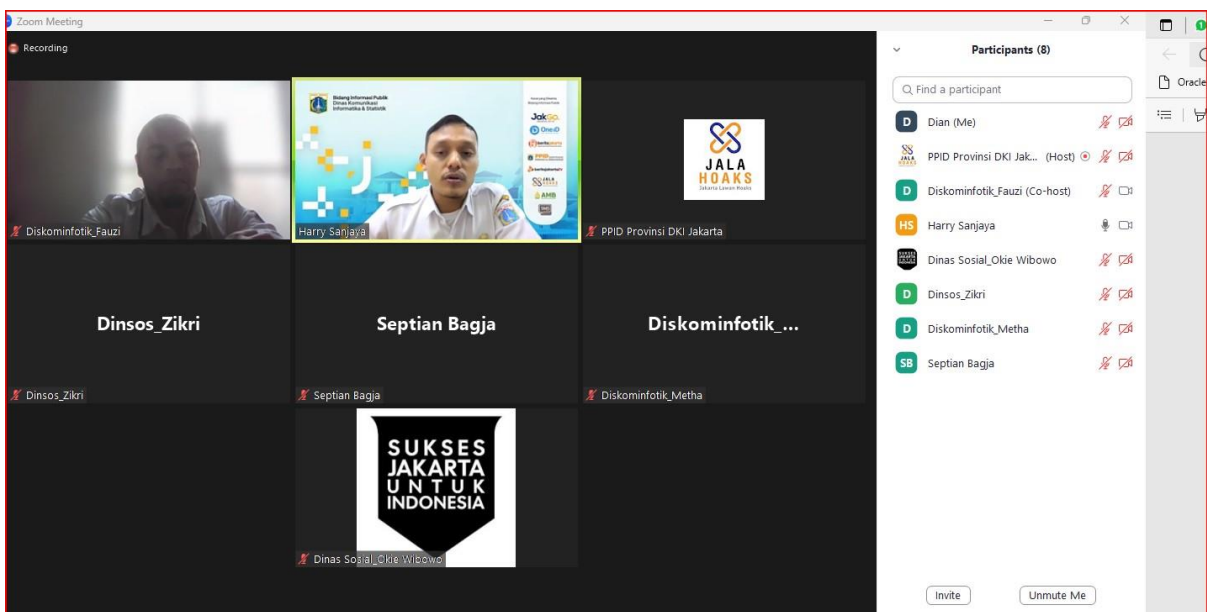 Zoom Meeting
Recording
Bidang Informasi Publik
Dinas Komunikasi
Informatika & Statistik
JALA
HOAKS
Jakarta Lawan Hoaks
Diskominfotik_Fauzi
Harry Sanjaya
PPID Provinsi DKI Jakarta
Dinsos_Zikri
Septian Bagja
Diskominfotik_...
Dinsos_Zikri
Septian Bagja
Diskominfotik_Metha
SUKSES
JAKARTA
UNTUK
INDONESIA
Dinas Sosial_Okie Wibowo
Participants (8)
Find a participant
D Dian (Me)
PPID Provinsi DKI Jak... (Host)
D Diskominfotik_Fauzi (Co-host)
HS Harry Sanjaya
Dinas Sosial_Okie Wibowo
D Dinsos_Zikri
D Diskominfotik_Metha
SB Septian Bagja
Invite
Unmute Me
Oracle